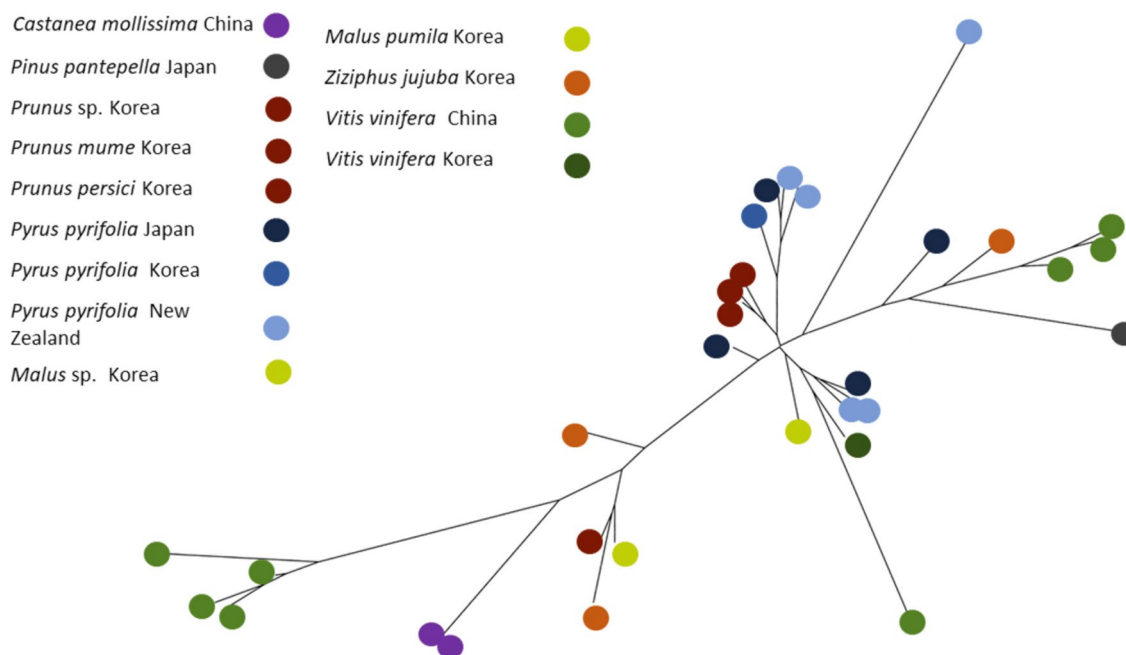 Castanea mollissima China
Pinus pantepella Japan
Prunus sp. Korea
Prunus mume Korea
Prunus persici Korea
Pyrus pyrifolia Japan
Pyrus pyrifolia Korea
Pyrus pyrifolia New
Zealand
Malus sp. Korea
Malus pumila Korea
Ziziphus jujuba Korea
Vitis vinifera China
Vitis vinifera Korea